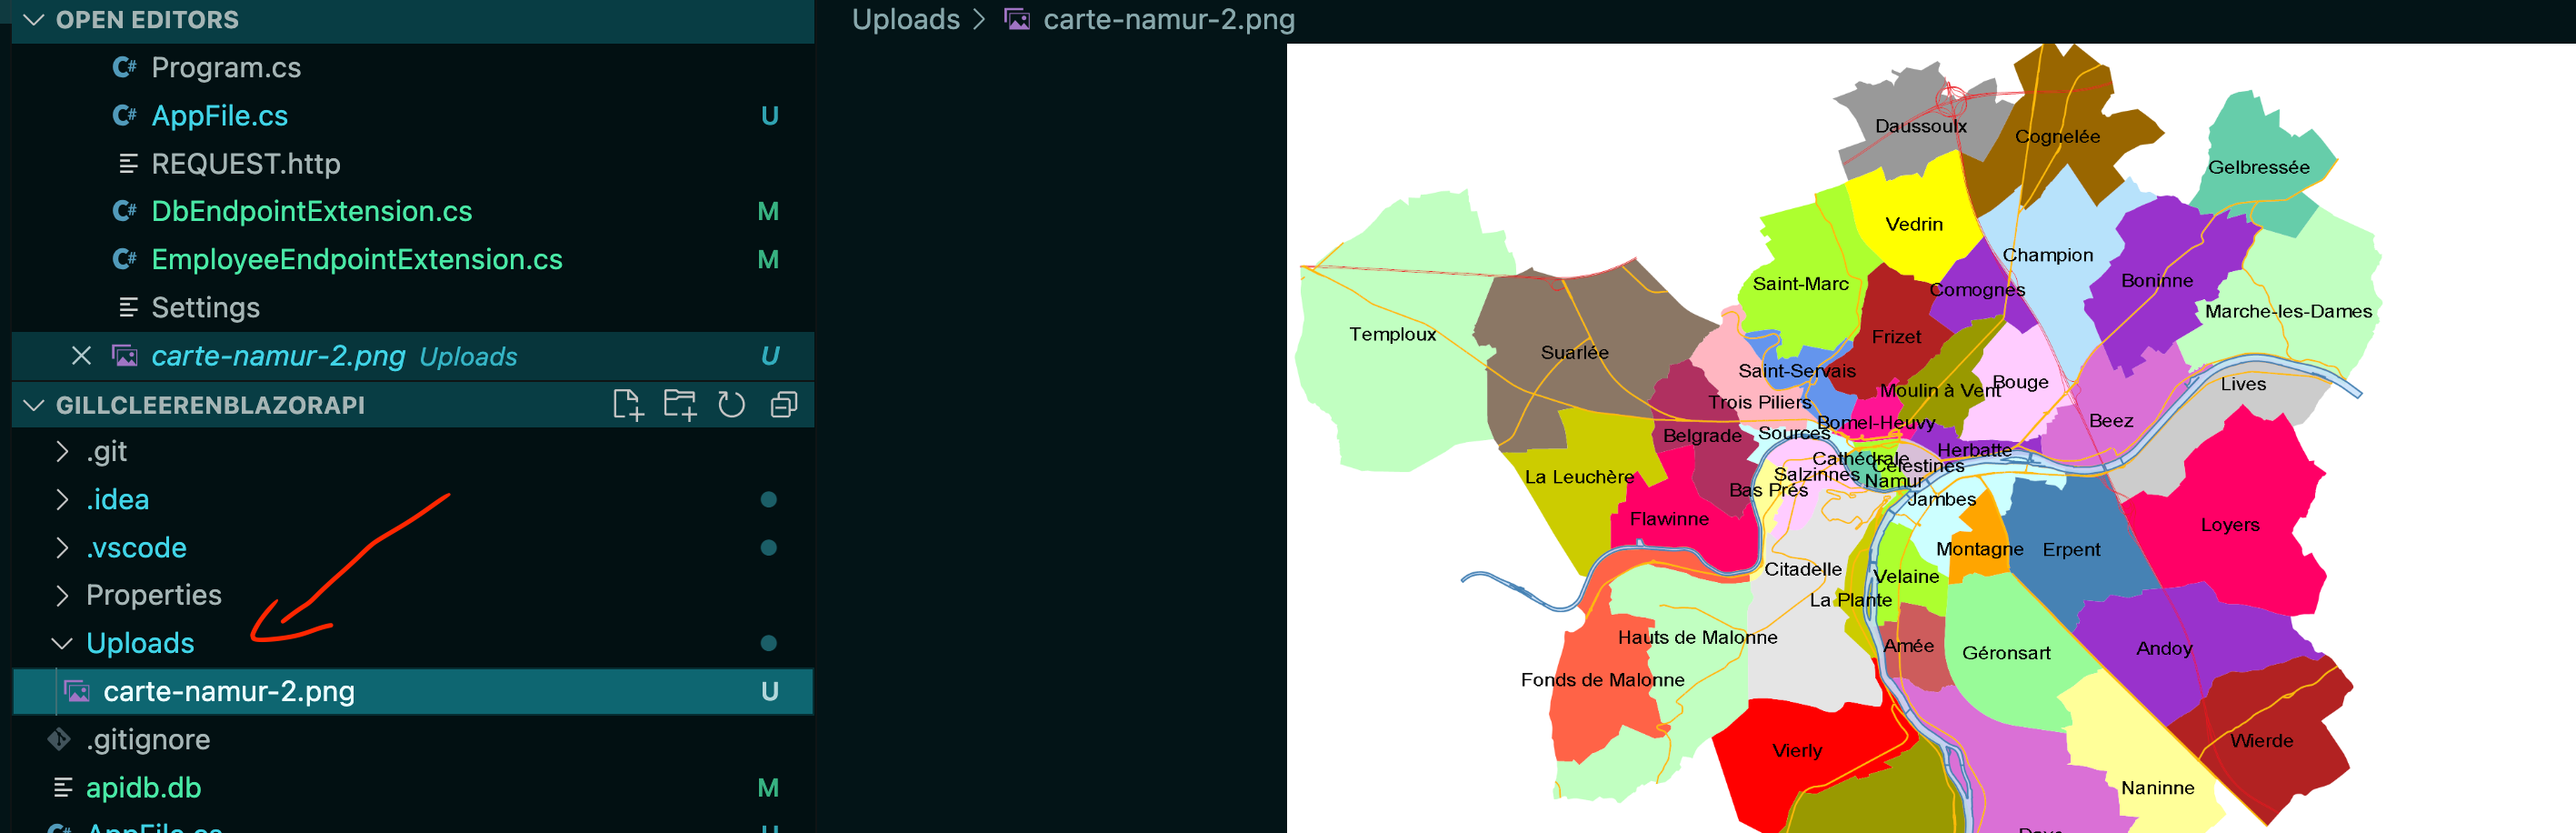 OPEN EDITORS
C# Program.cs
C# AppFile.cs U
REQUEST.http
C# DbEndpointExtension.cs M
C# EmployeeEndpointExtension.cs M
Settings
carte-namur-2.png Uploads U
GILLCLEERENBLAZORAPI
.git
.idea
.vscode
Properties
Uploads
carte-namur-2.png U
.gitignore
apidb.db M
C# AppFile.cs U
Uploads > carte-namur-2.png
Daussoulx
Cognelée
Gelbressée
Vedrin
Champion
Saint-Marc
Comognes
Boninne
Marche-les-Dames
Temploux
Suarlée
Frizet
Saint-Servais
Moulin à Vent
Bouge
Lives
Trois Piliers
Bomel-Heuvy
Beez
Belgrade
Sources
Herbatte
Cathédrale
Célestines
La Leuchère
Salzinnes
Namur
Bas Prés
Jambes
Flawinne
Loyers
Montagne
Erpent
Citadelle
Velaine
La Plante
Hauts de Malonne
Amée
Géronsart
Andoy
Fonds de Malonne
Vierly
Wierde
Naninne